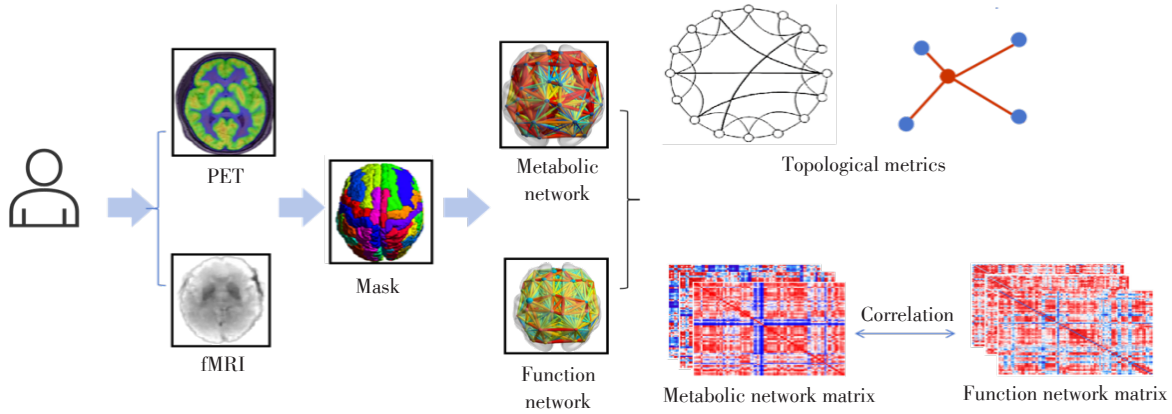 PET
fMRI
Mask
Metabolic
network
Function
network
Topological metrics
Correlation
Metabolic network matrix
Function network matrix